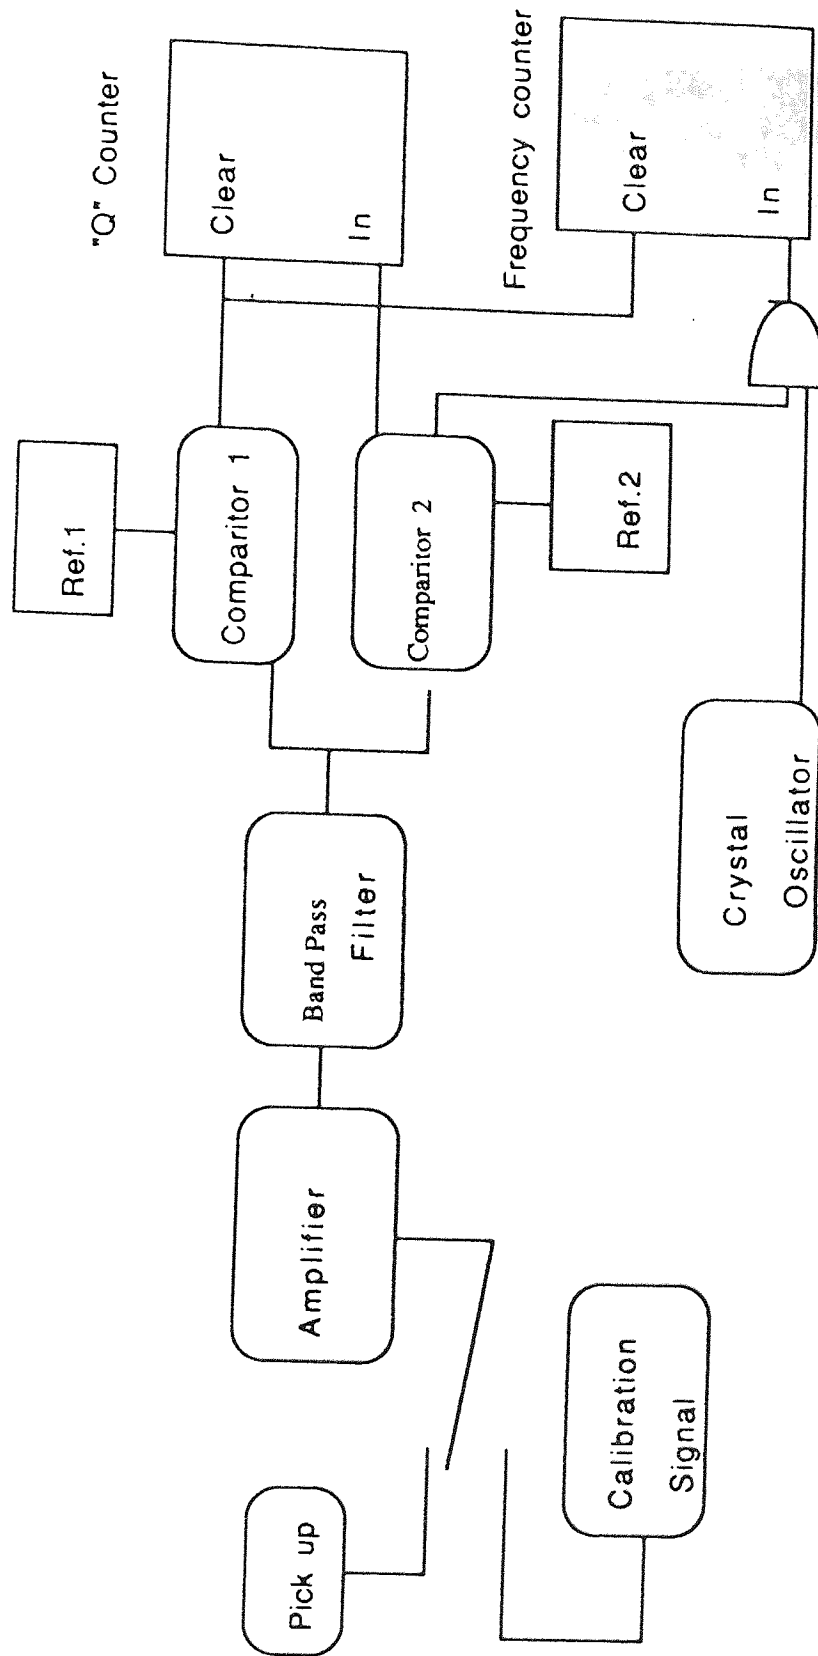 Pick up
Calibration
Signal
Amplifier
Band Pass
Filter
Ref.1
Comparitor 1
Comparitor 2
Ref.2
Crystal
Oscillator
"Q" Counter
Clear
In
Frequency counter
Clear
In